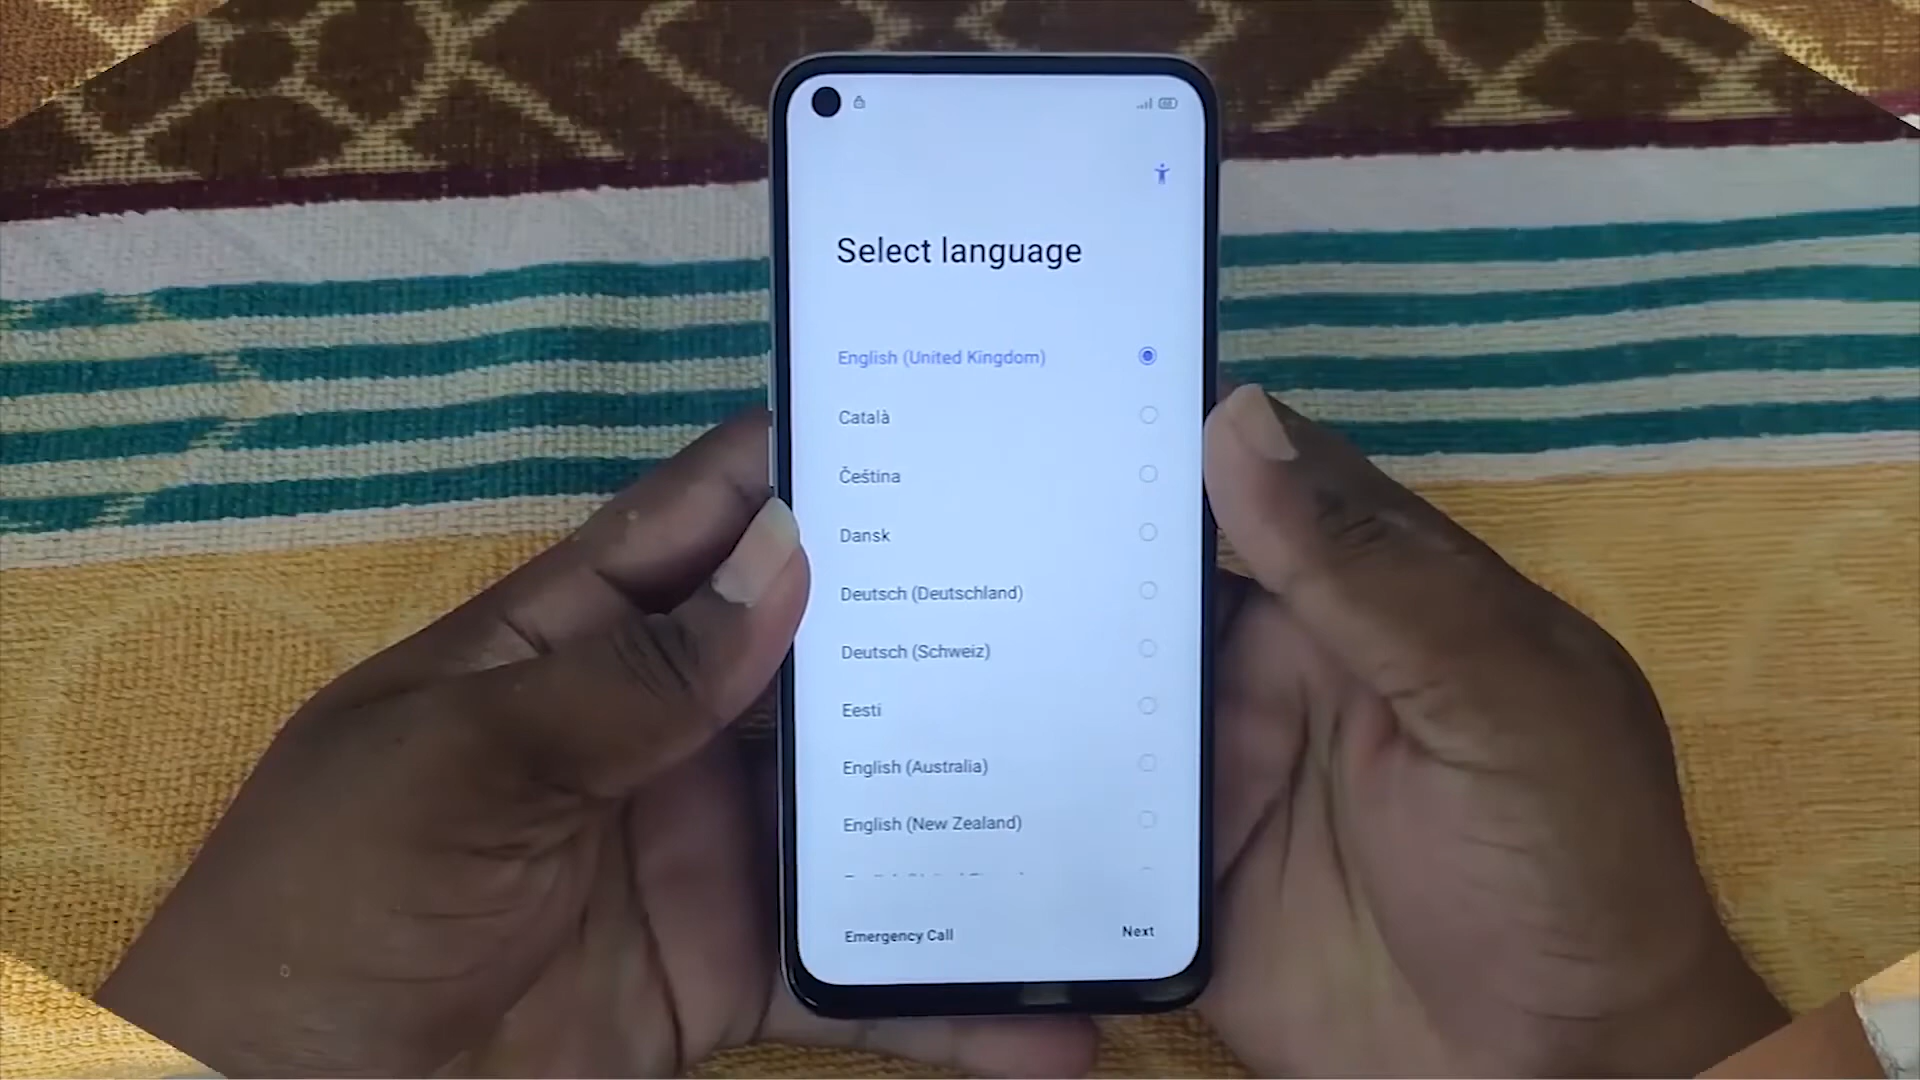 Select language
English (United Kingdom)
Català
Čeština
Dansk
Deutsch (Deutschland)
Deutsch (Schweiz)
Eesti
English (Australia)
English (New Zealand)
Emergency Call
Next